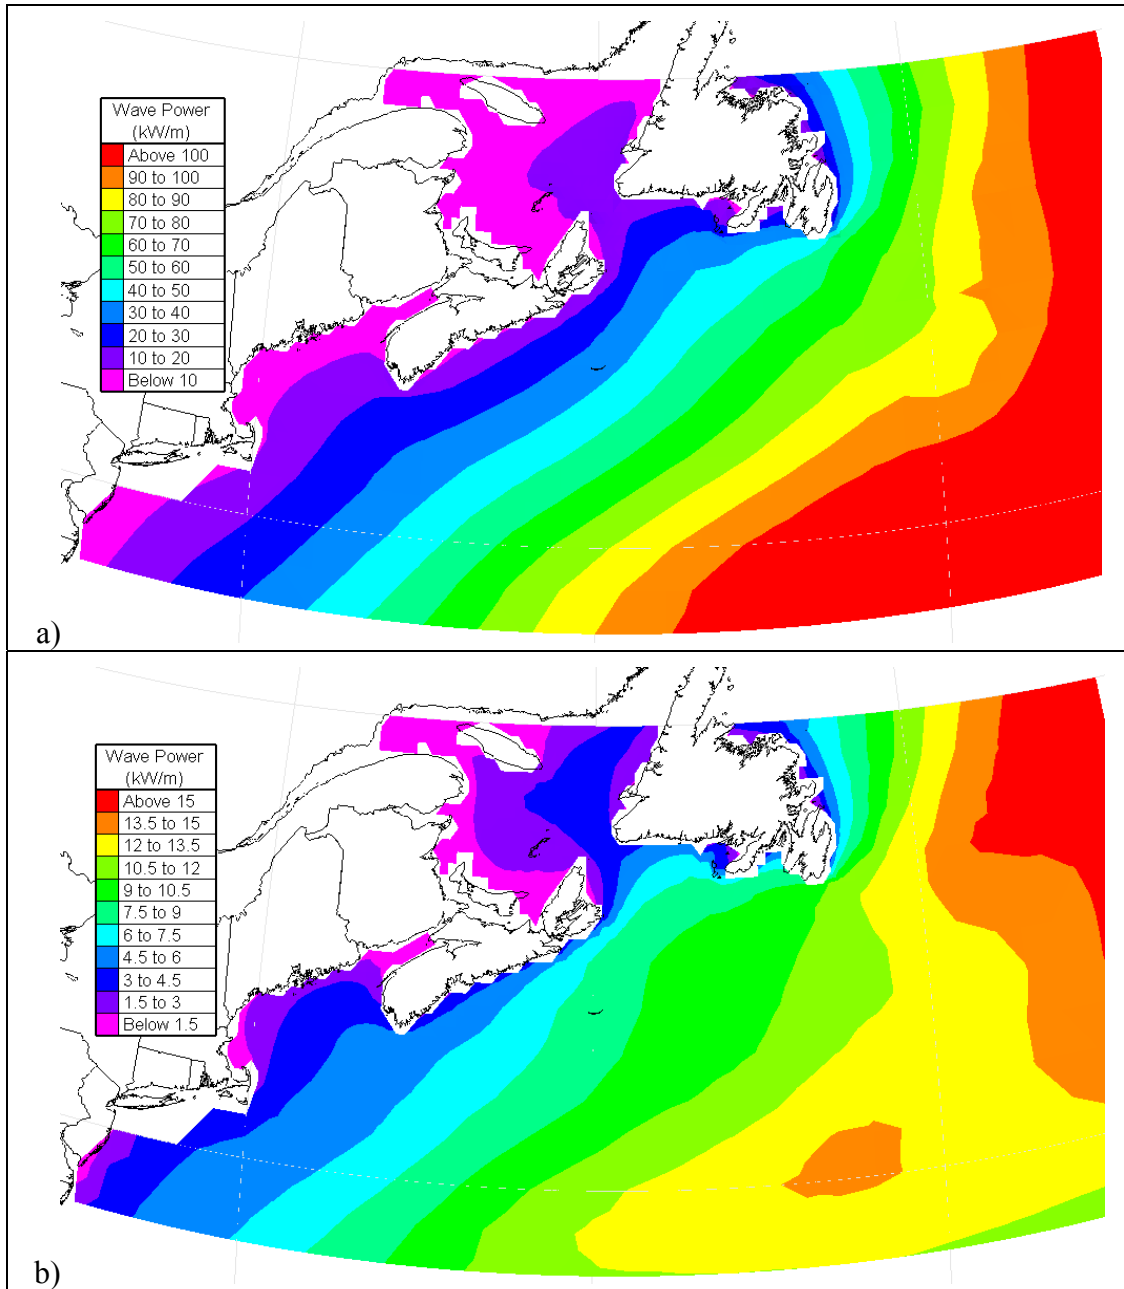 Wave Power
(kW/m)
Above 100
90 to 100
80 to 90
70 to 80
60 to 70
50 to 60
40 to 50
30 to 40
20 to 30
10 to 20
Below 10
a)
Wave Power
(kW/m)
Above 15
13.5 to 15
12 to 13.5
10.5 to 12
9 to 10.5
7.5 to 9
6 to 7.5
4.5 to 6
3 to 4.5
1.5 to 3
Below 1.5
b)